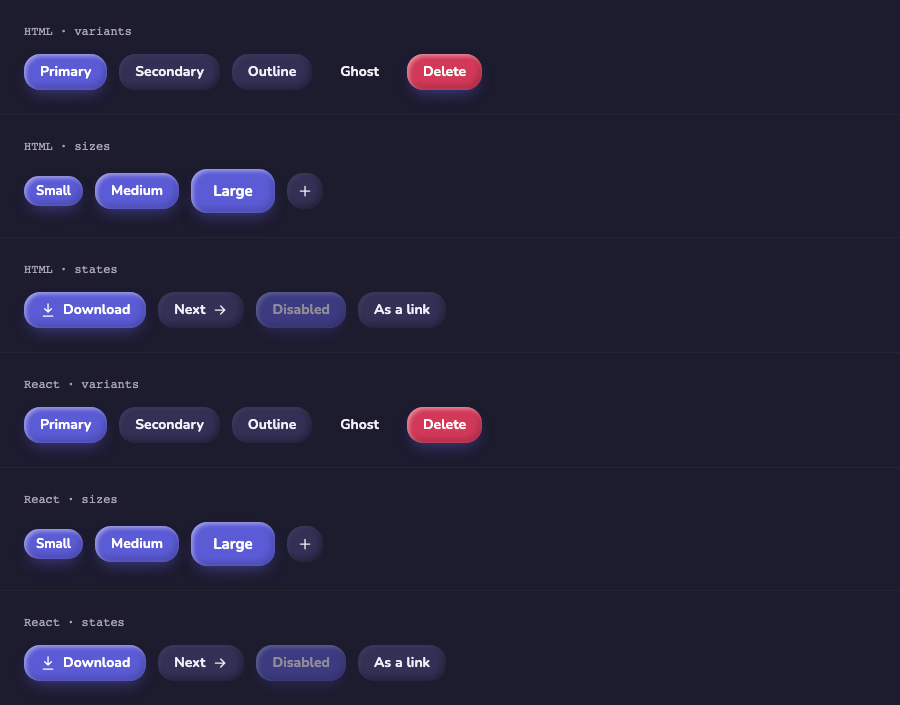 HTML · variants
Primary Secondary Outline Ghost Delete
HTML · sizes
Small Medium Large +
HTML · states
Download Next → Disabled As a link
React · variants
Primary Secondary Outline Ghost Delete
React · sizes
Small Medium Large +
React · states
Download Next → Disabled As a link